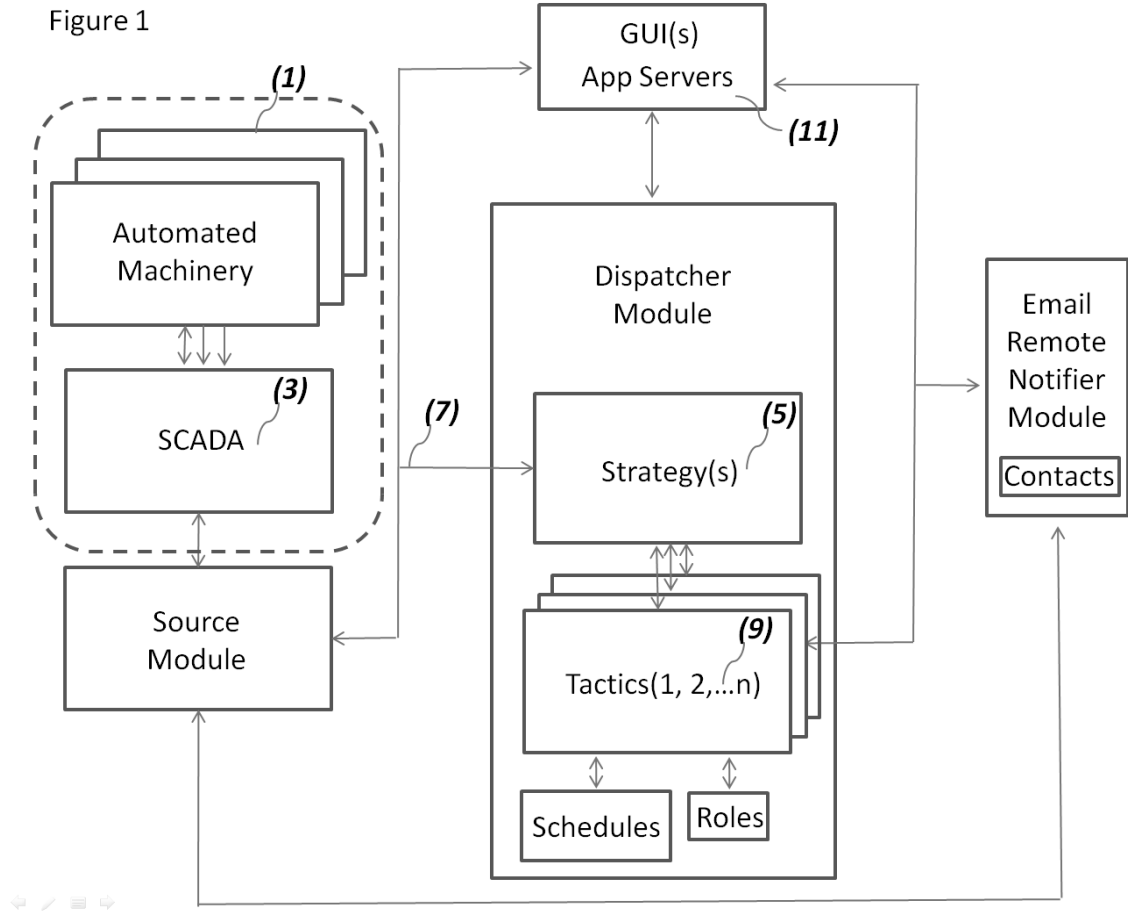 Figure 1
GUI(s)
App Servers
(11)
(1)
Automated
Machinery
(3)
SCADA
(7)
Source
Module
Dispatcher
Module
(5)
Strategy(s)
(9)
Tactics(1, 2,...n)
Schedules
Roles
Email
Remote
Notifier
Module
Contacts